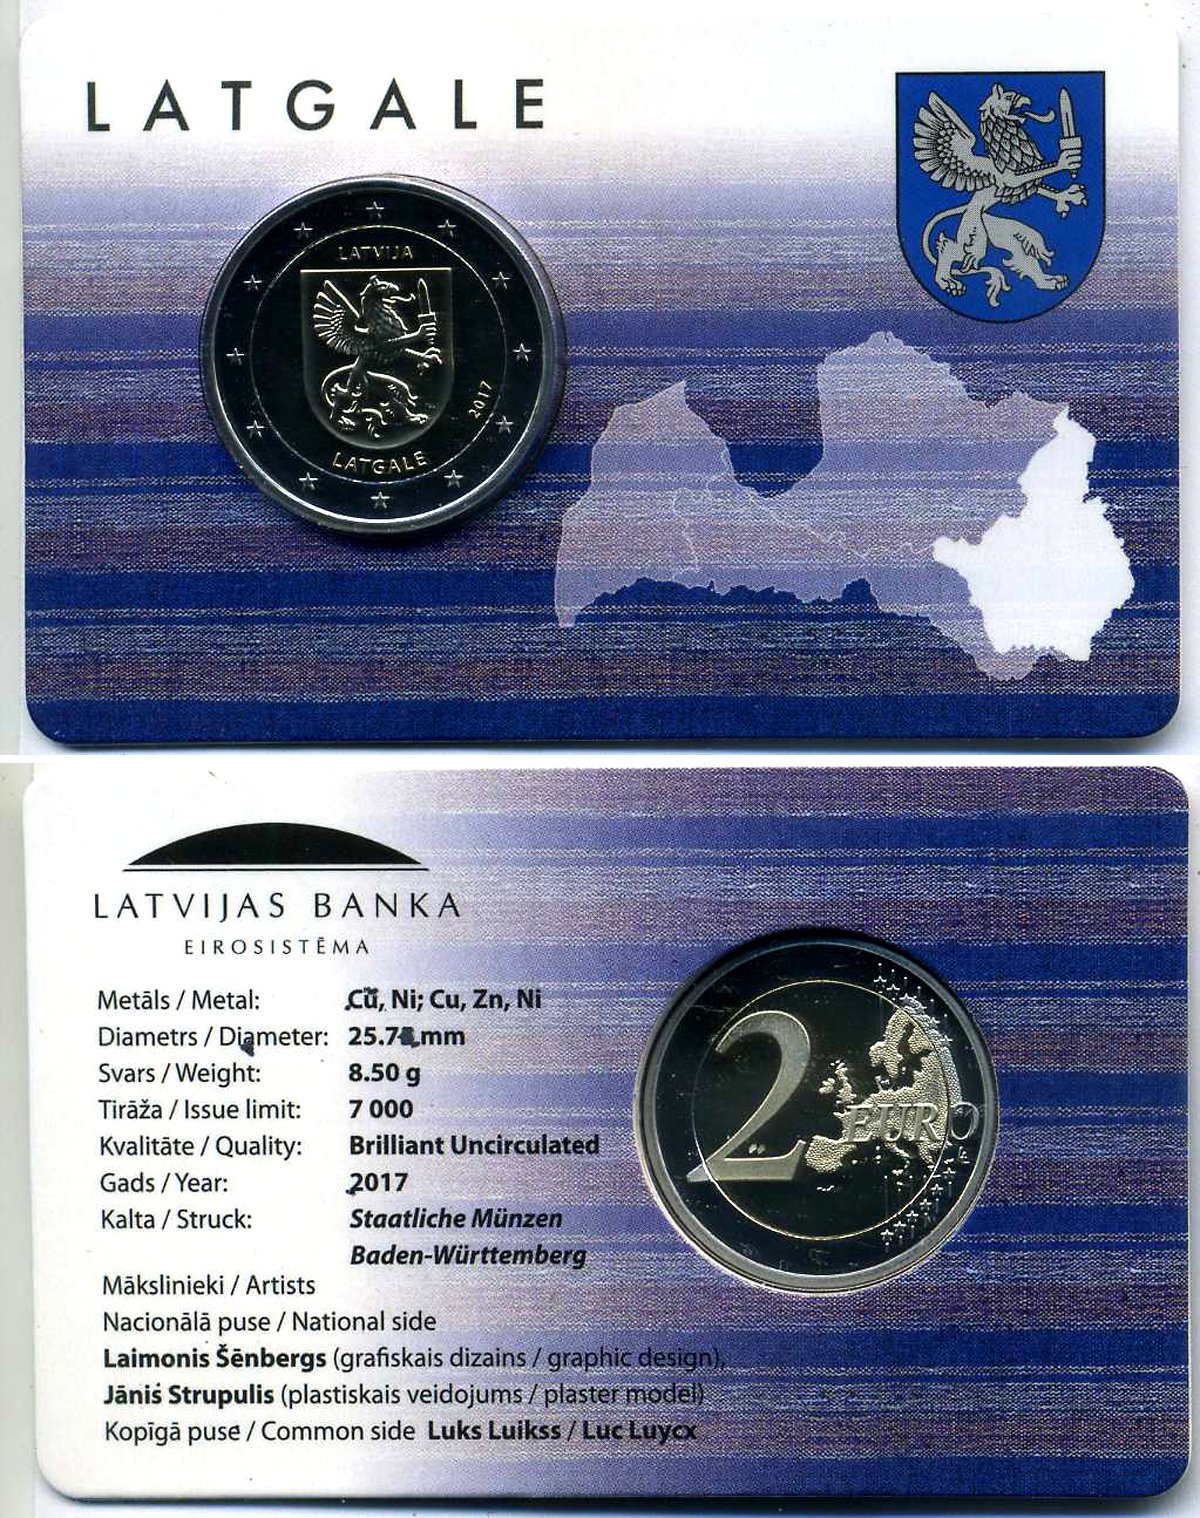 LATGALE
LATVIJA
2017
LATGALE
LATVIJAS BANKA
EIROSISTĒMA
Metāls / Metal: Cu, Ni; Cu, Zn, Ni
Diametrs / Diameter: 25.75 mm
Svars / Weight: 8.50 g
Tirāža / Issue limit: 7 000
Kvalitāte / Quality: Brilliant Uncirculated
Gads / Year: 2017
Kalta / Struck: Staatliche Münzen
Baden-Württemberg
Mākslinieki / Artists
Nacionālā puse / National side
Laimonis Šēnbergs (grafiskais dizains / graphic design),
Jānis Strupulis (plastiskais veidojums / plaster model)
Kopīgā puse / Common side Luks Luikss / Luc Luycx
2 EURO